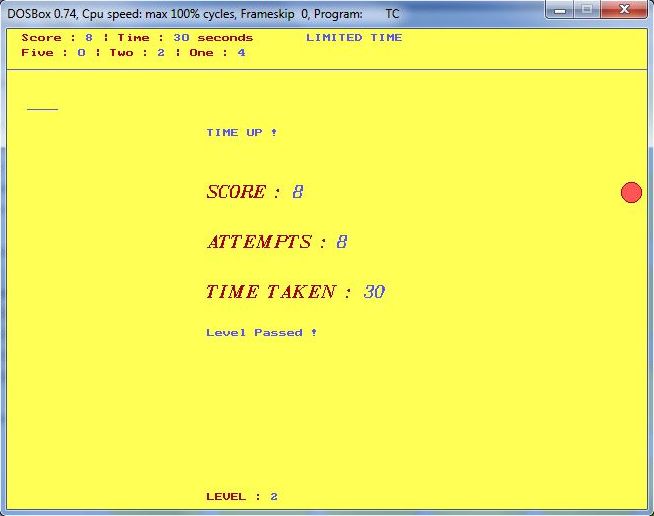 DOSBox 0.74, Cpu speed: max 100% cycles, Frameskip 0, Program: TC
Score : 8 ¦ Time : 30 seconds LIMITED TIME
Five : 0 ¦ Two : 2 ¦ One : 4
TIME UP !
SCORE : 8
ATTEMPTS : 8
TIME TAKEN : 30
Level Passed !
LEVEL : 2